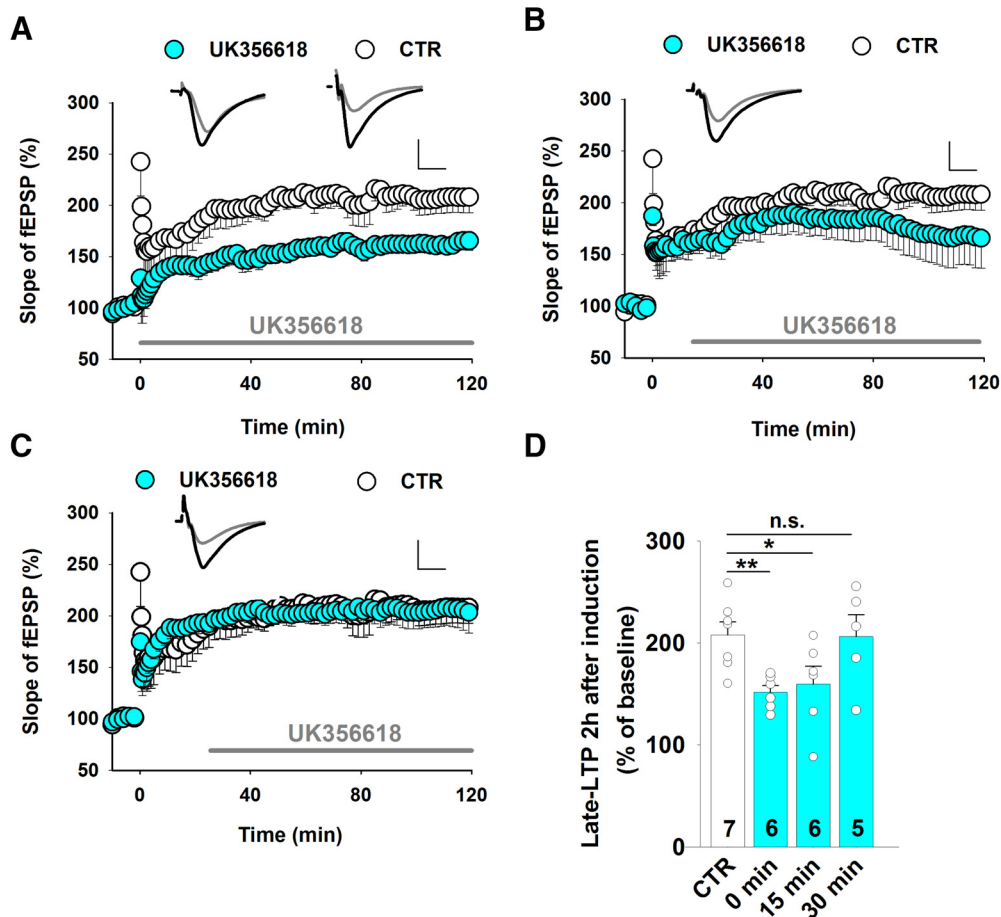 A
UK356618 CTR
300
250
200
150
100
50
Slope of fEPSP (%)
UK356618
0 40 80 120
Time (min)
B
UK356618 CTR
300
250
200
150
100
50
Slope of fEPSP (%)
UK356618
0 40 80 120
Time (min)
C
UK356618 CTR
300
250
200
150
100
50
Slope of fEPSP (%)
UK356618
0 40 80 120
Time (min)
D
n.s.
*
**
300
200
100
0
Late-LTP 2h after induction
(% of baseline)
7 6 6 5
CTR
0 min
15 min
30 min